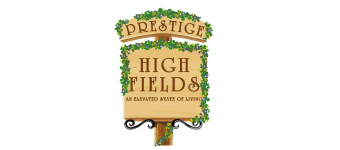 PRESTIGE
HIGH
FIELDS
AN ELEVATED STATE OF LIVING